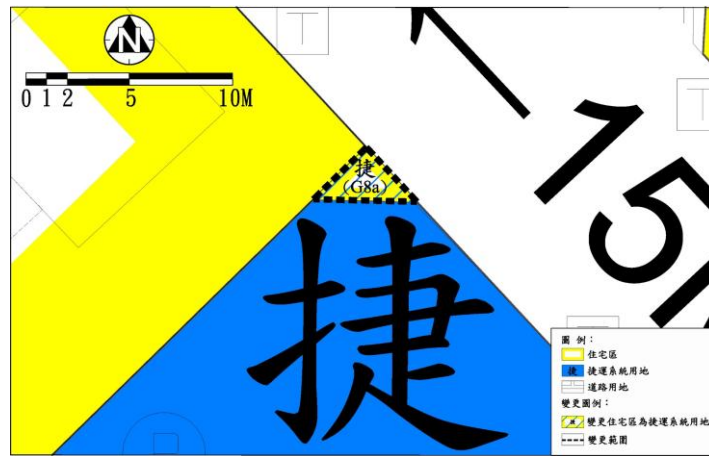 N
0 1 2 5 10M
捷
(G8a)
1-15M
捷
圖 例：
住宅區
捷 捷運系統用地
道路用地
變更圖例：
變更住宅區為捷運系統用地
變更範圍